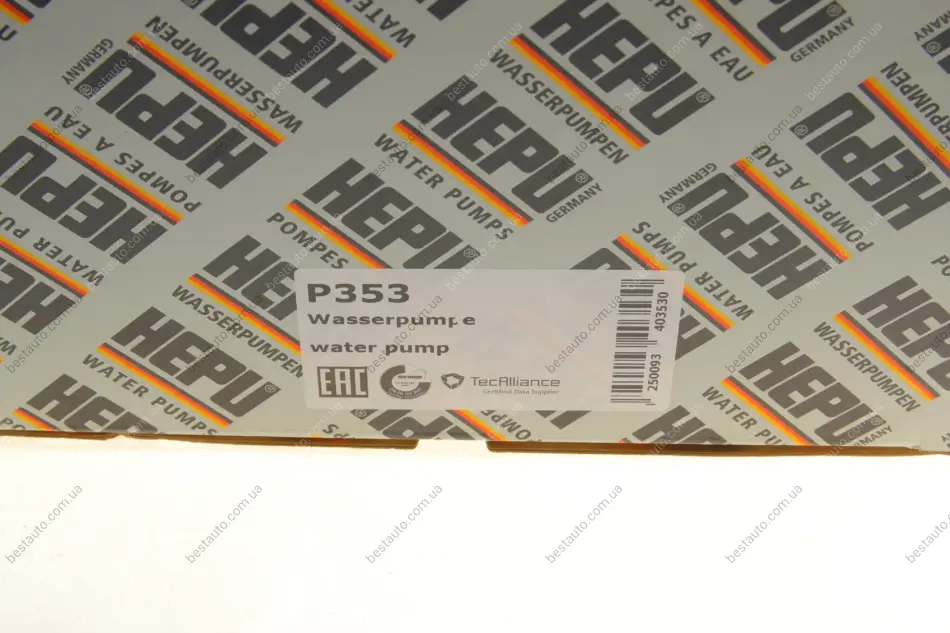 HEPU®
GERMANY
WASSERPUMPEN
WATER PUMPS
POMPES A EAU
P353
Wasserpumpe
water pump
EAC
TecAlliance
Certified Data Supplier
250093 403530
bestauto.com.ua